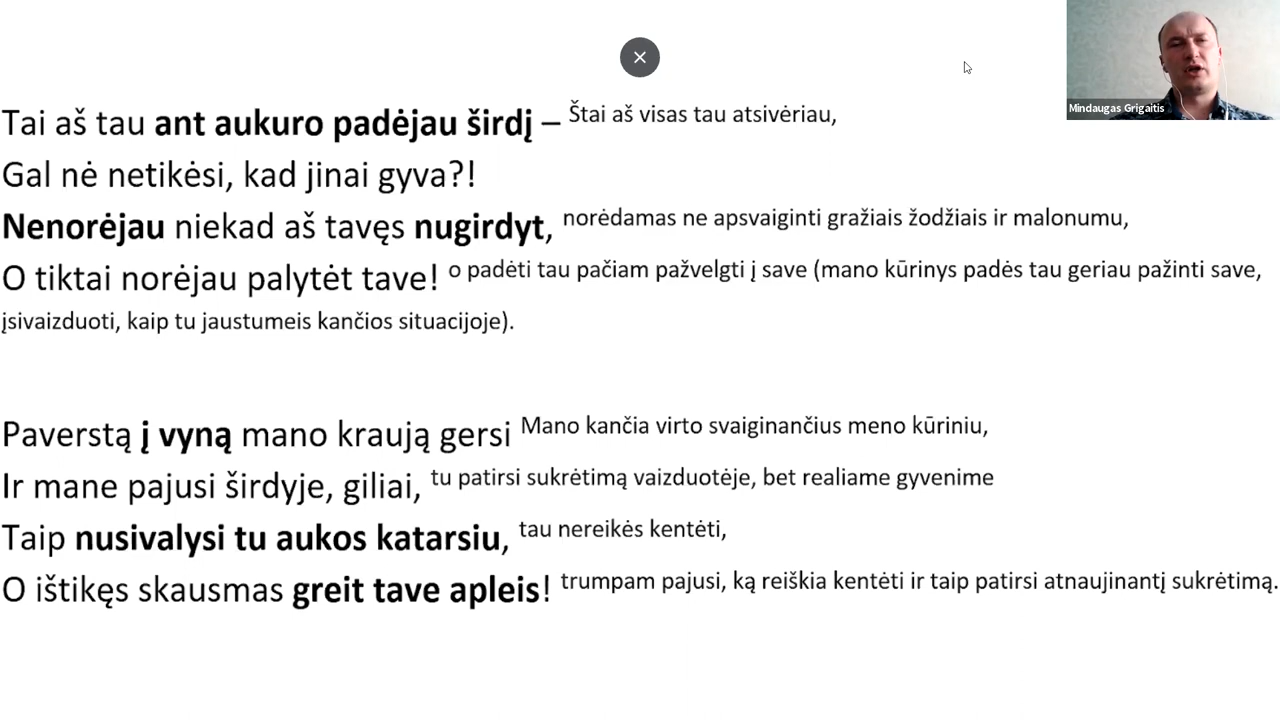 Mindaugas Grigaitis
Tai aš tau ant aukuro padėjau širdį – Štai aš visas tau atsivėriau,
Gal nė netikėsi, kad jinai gyva?!
Nenorėjau niekad aš tavęs nugirdyt, norėdamas ne apsvaiginti gražiais žodžiais ir malonumu,
O tiktai norėjau palytėt tave! o padėti tau pačiam pažvelgti į save (mano kūrinys padės tau geriau pažinti save,
įsivaizduoti, kaip tu jaustumeis kančios situacijoje).
Paverstą į vyną mano kraują gersi Mano kančia virto svaiginančius meno kūriniu,
Ir mane pajusi širdyje, giliai, tu patirsi sukrėtimą vaizduotėje, bet realiame gyvenime
Taip nusivalysi tu aukos katarsiu, tau nereikės kentėti,
O ištikęs skausmas greit tave apleis! trumpam pajusi, ką reiškia kentėti ir taip patirsi atnaujinantį sukrėtimą.